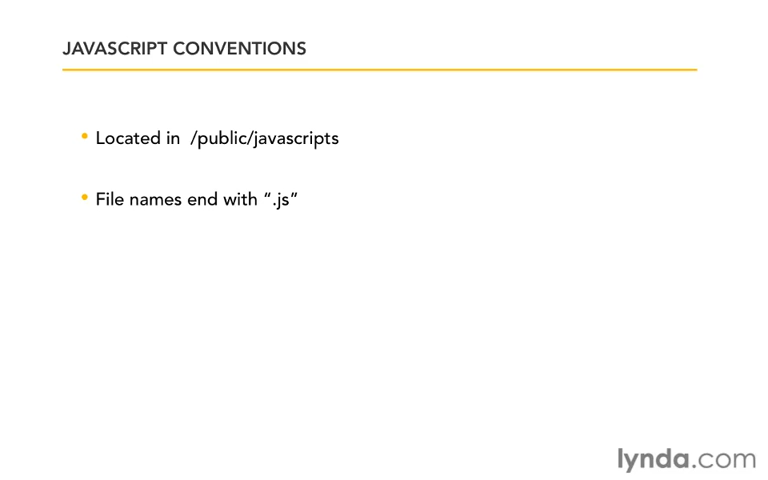 JAVASCRIPT CONVENTIONS
• Located in /public/javascripts
• File names end with “.js”
lynda.com